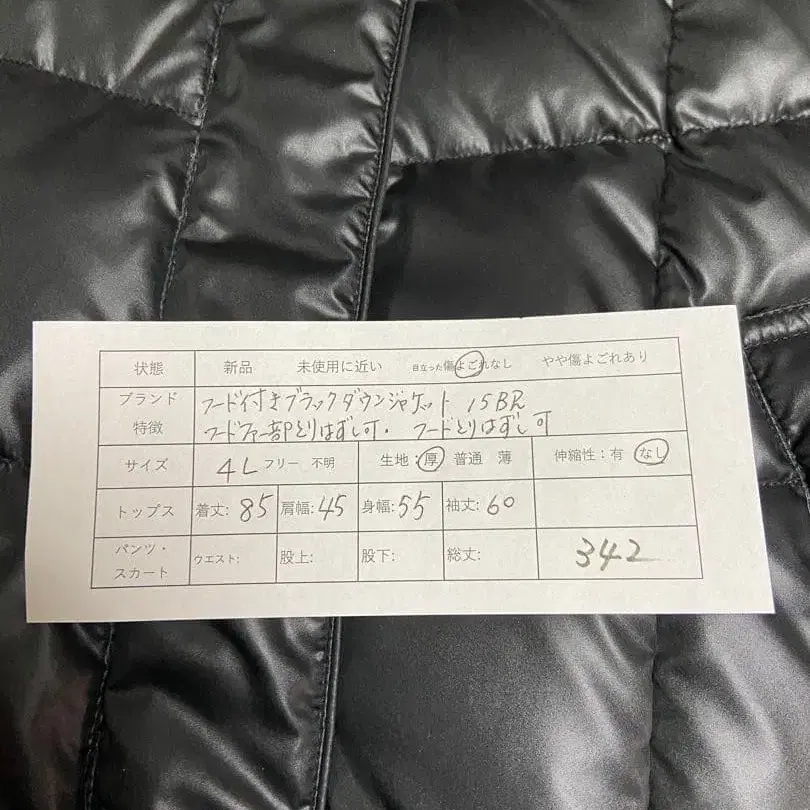 状態 新品 未使用に近い 目立った傷よごれなし やや傷よごれあり
ブランド フード付きブラックダウンジャケット 15BR
特徴 フードファー部とりはずし可・ フードとりはずし可
サイズ 4L フリー 不明 生地:厚 普通 薄 伸縮性:有 なし
トップス 着丈:85 肩幅:45 身幅:55 袖丈:60
パンツ・スカート ウエスト: 股上: 股下: 総丈: 342